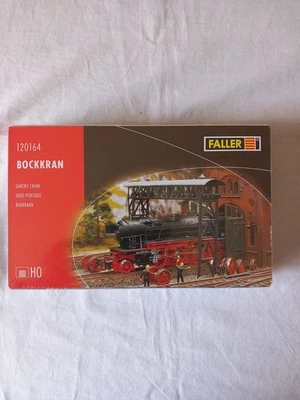 120164
BOCKKRAN
GANTRY CRANE
GRUE-PORTIQUE
BOKKRAAN
H0
FALLER